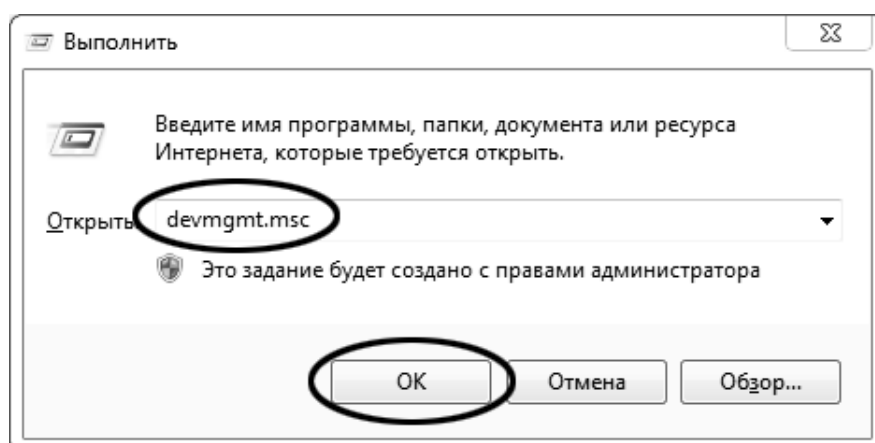 Выполнить
Введите имя программы, папки, документа или ресурса
Интернета, которые требуется открыть.
Открыть devmgmt.msc
Это задание будет создано с правами администратора
OK Отмена Обзор...